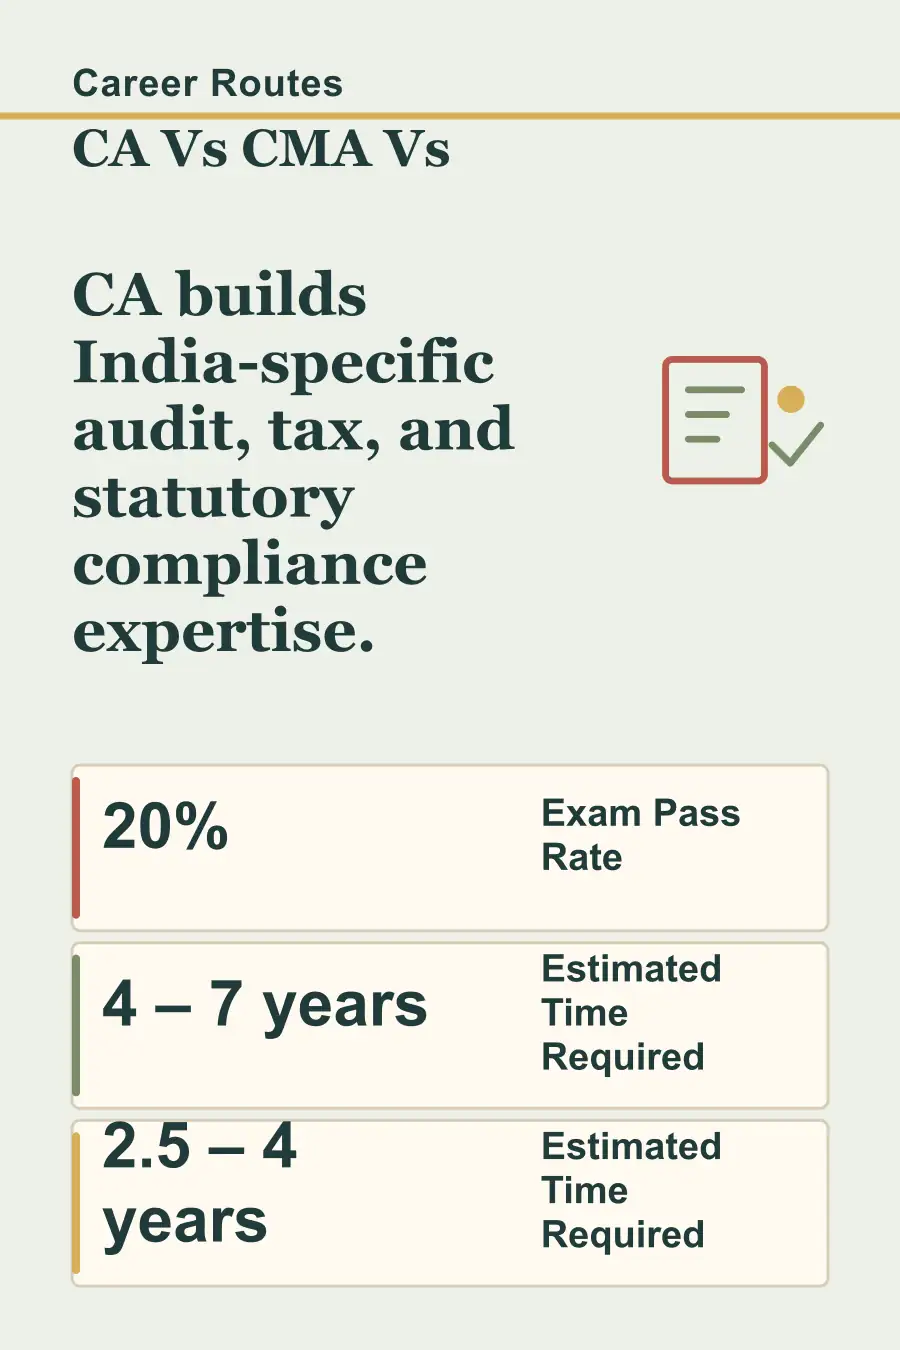 Career Routes
CA Vs CMA Vs
CA builds
India-specific
audit, tax, and
statutory
compliance
expertise.
20%
Exam Pass
Rate
4 – 7 years
Estimated
Time
Required
2.5 – 4
years
Estimated
Time
Required